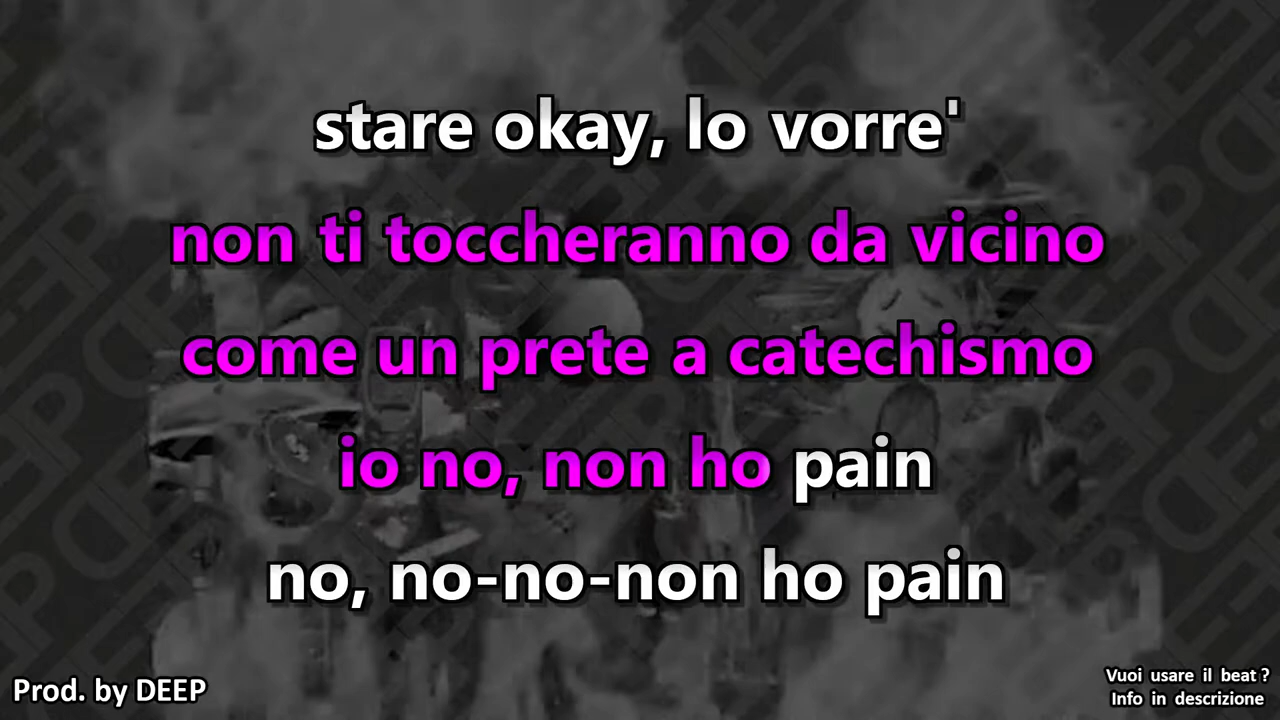 stare okay, lo vorre'
non ti toccheranno da vicino
come un prete a catechismo
io no, non ho pain
no, no-no-non ho pain
Prod. by DEEP
Vuoi usare il beat ?
Info in descrizione